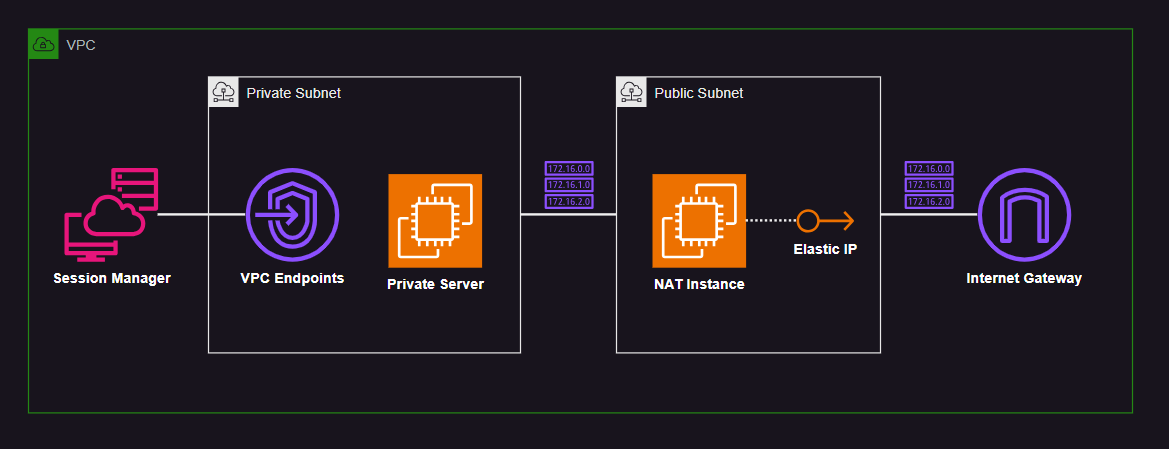 VPC
Private Subnet
Public Subnet
172.16.0.0
172.16.1.0
172.16.2.0
172.16.0.0
172.16.1.0
172.16.2.0
Session Manager
VPC Endpoints
Private Server
NAT Instance
Elastic IP
Internet Gateway